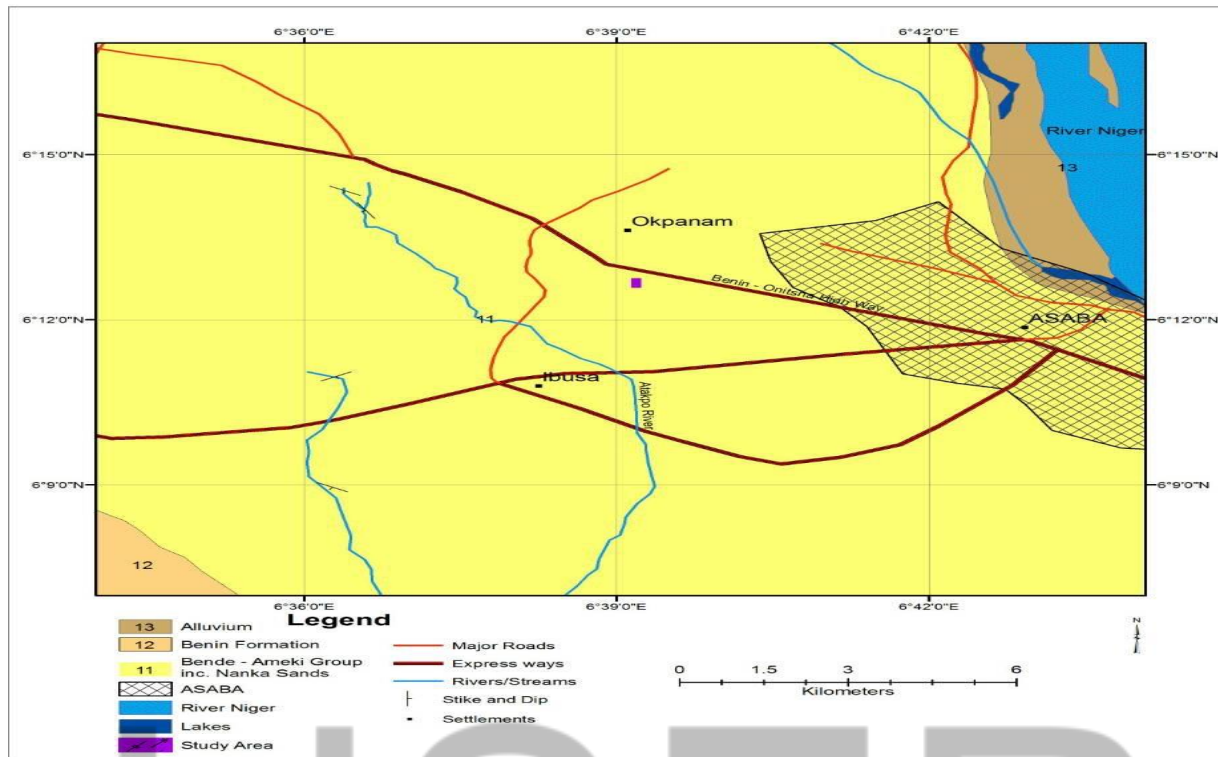 6°36'0"E
6°39'0"E
6°42'0"E
River Niger
6°15'0"N
6°15'0"N
13
Okpanam
Benin - Onitsha High Way
11
6°12'0"N
6°12'0"N
ASABA
Ibusa
Atakpo River
6°9'0"N
6°9'0"N
12
6°36'0"E
6°39'0"E
6°42'0"E
Legend
13 Alluvium
12 Benin Formation
11 Bende - Ameki Group
inc. Nanka Sands
ASABA
River Niger
Lakes
Study Area
Major Roads
Express ways
Rivers/Streams
Stike and Dip
Settlements
N
0 1.5 3 6
Kilometers